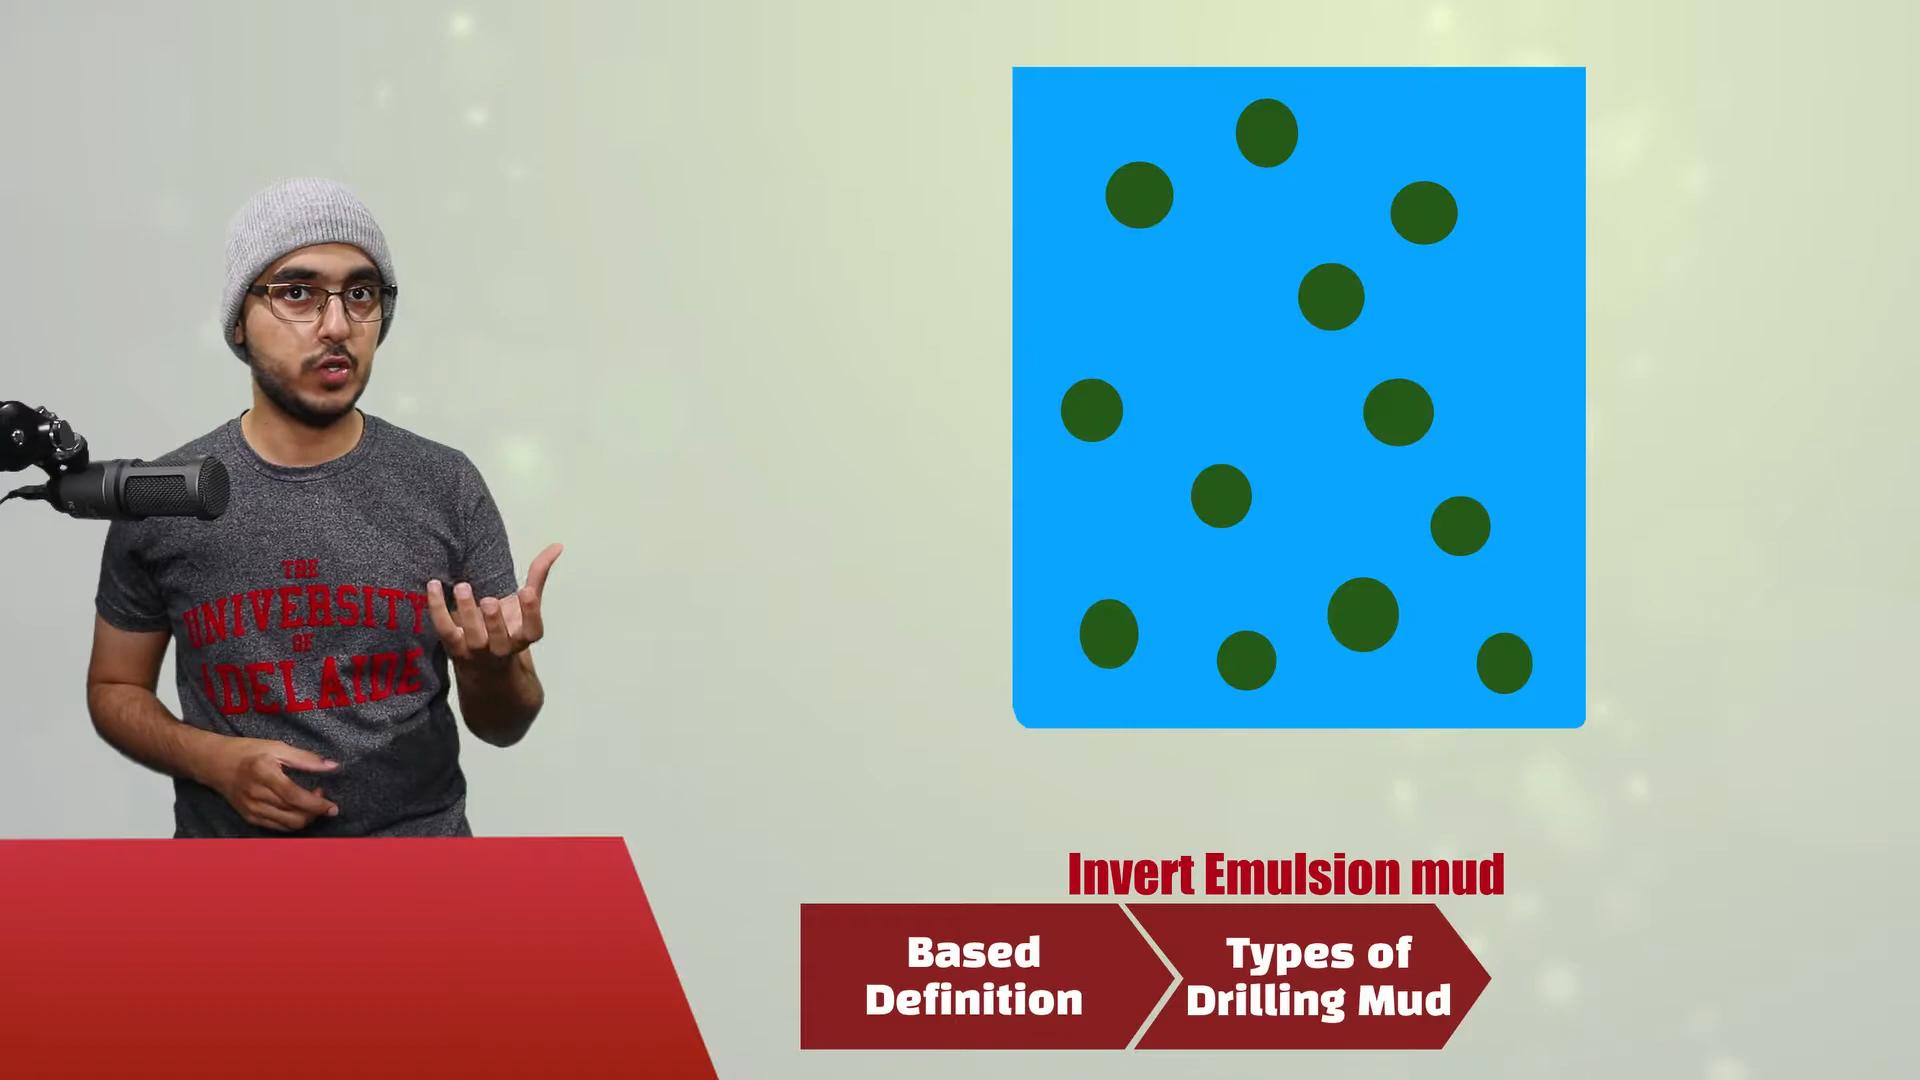 THE
UNIVERSITY
OF
ADELAIDE
Invert Emulsion mud
Based
Definition
Types of
Drilling Mud